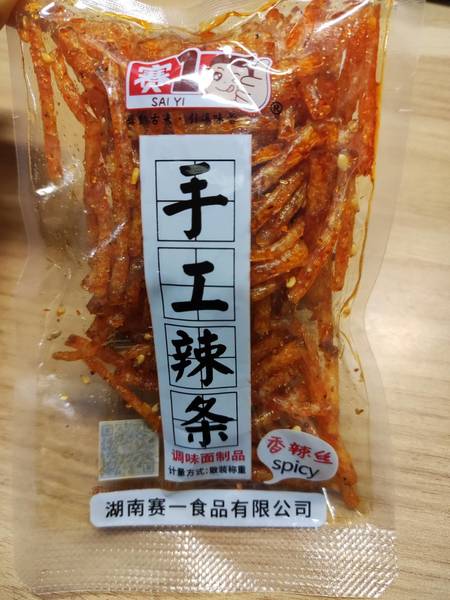 赛1
SAI YI
®
手
工
辣
条
调味面制品
计量方式:散装称重
香辣丝
spicy
湖南赛一食品有限公司